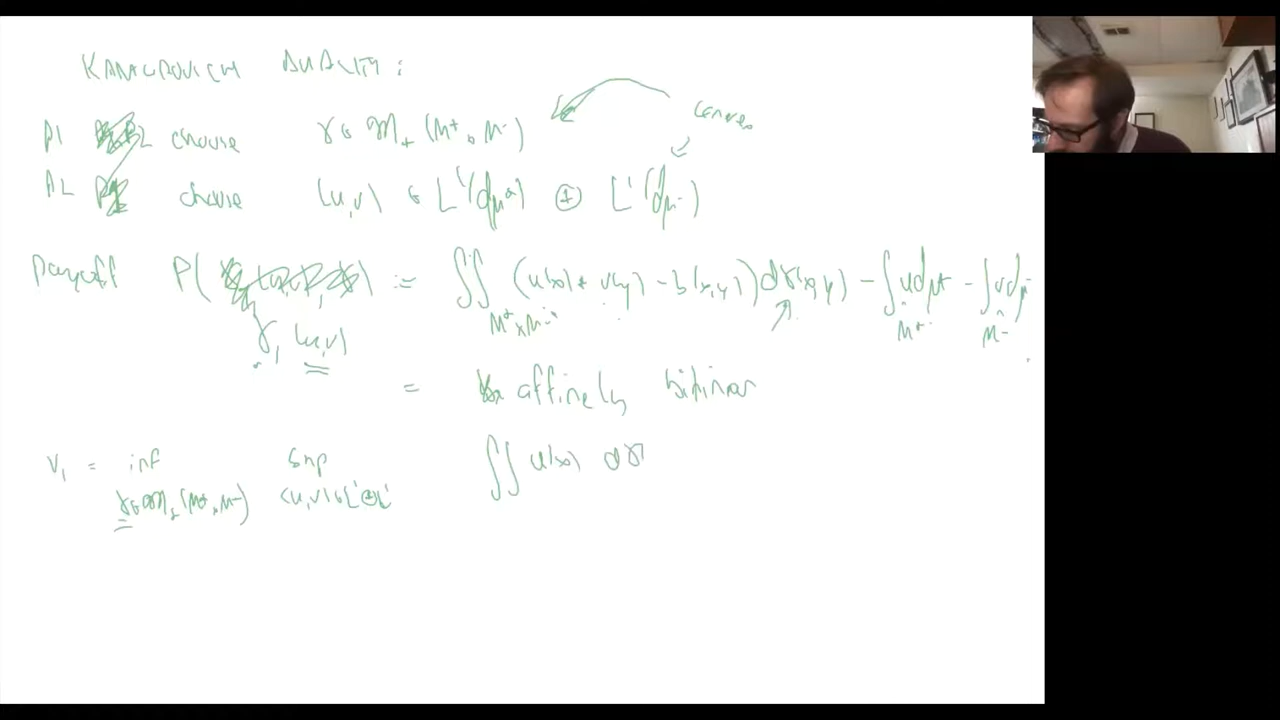 KANTOROVICH DUALITY :
P1 choose γ ∈ M₊ (M⁺ × M⁻)
convex
P2 choose (u,v) ∈ L¹(dμ⁺) ⊕ L¹(dμ⁻)
Payoff P( ) := ∬ (u(x) + v(y) - b(x,y)) dγ(x,y) - ∫ u dμ⁺ - ∫ v dμ⁻
M⁺ × M⁻ M⁺ M⁻
γ, (u,v)
= affinely bilinear
V₁ = inf sup ∬ u(x) dγ
γ ∈ M₊(M⁺ × M⁻) (u,v) ∈ L¹ ⊕ L¹